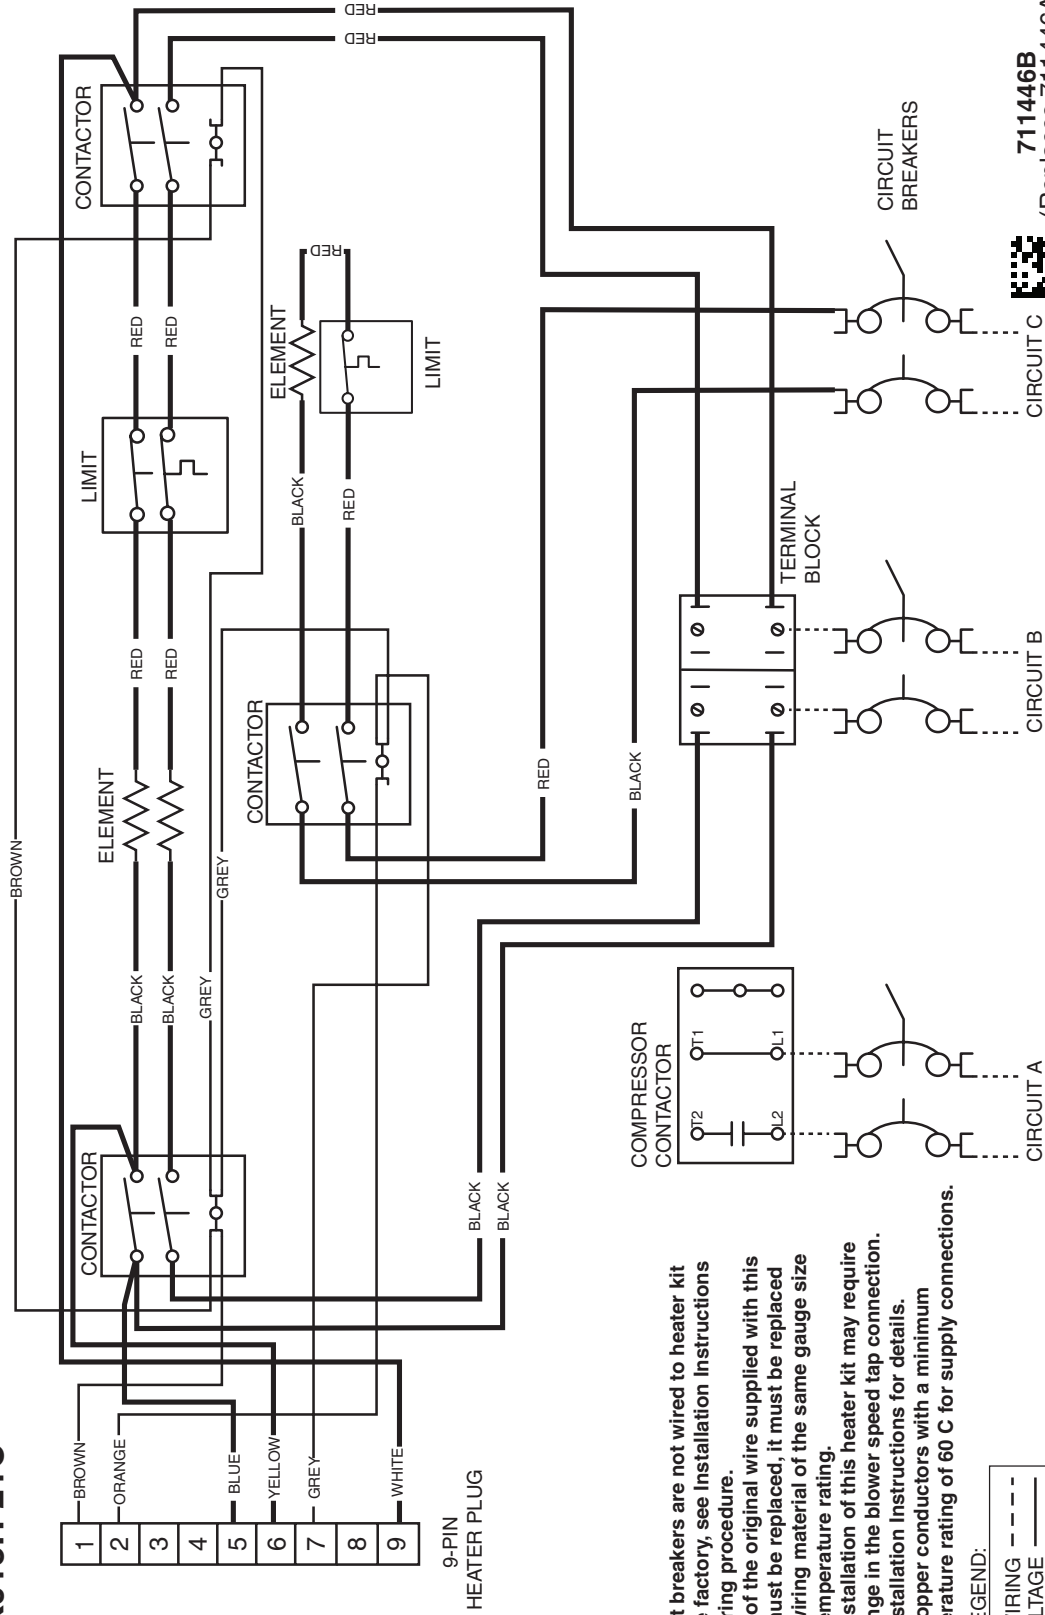 CONTACTOR
RED
RED
BROWN
ELEMENT
LIMIT
CONTACTOR
BLACK
BLACK
RED
RED
RED
RED
GREY
GREY
1
2
3
4
5
6
7
8
9
BROWN
ORANGE
BLUE
YELLOW
GREY
WHITE
9-PIN
HEATER PLUG
CONTACTOR
BLACK
RED
ELEMENT
RED
LIMIT
BLACK
BLACK
RED
BLACK
COMPRESSOR
CONTACTOR
T2
T1
L2
L1
TERMINAL
BLOCK
CIRCUIT
BREAKERS
CIRCUIT A
CIRCUIT B
CIRCUIT C
t breakers are not wired to heater kit
factory, see Installation Instructions
ring procedure.
of the original wire supplied with this
must be replaced, it must be replaced
wiring material of the same gauge size
mperature rating.
stallation of this heater kit may require
nge in the blower speed tap connection.
stallation Instructions for details.
opper conductors with a minimum
erature rating of 60 C for supply connections.
EGEND:
IRING
LTAGE
711446B